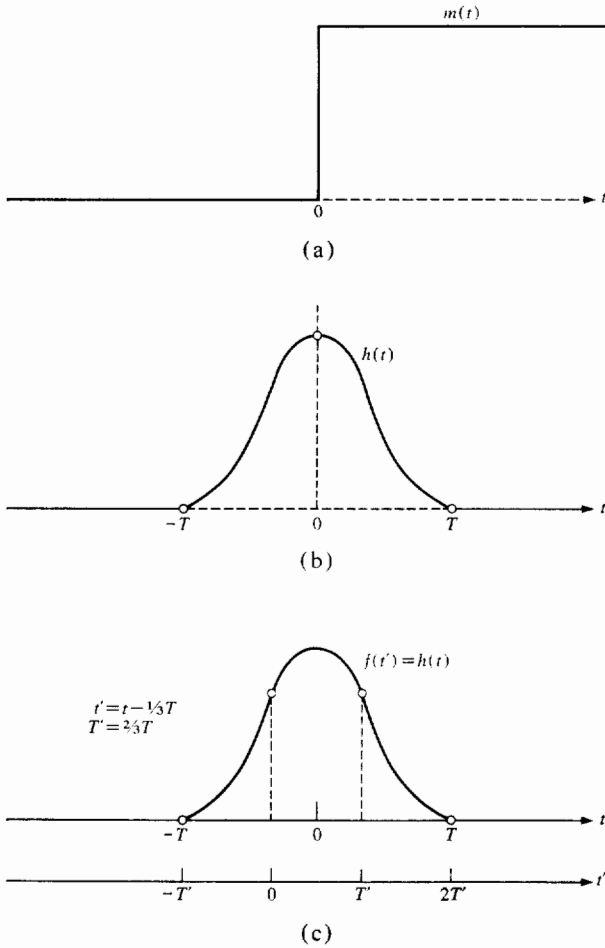 m(t)
t
0
(a)
h(t)
-T 0 T t
(b)
f(t′)=h(t)
t′=t−⅓T
T′=⅔T
-T 0 T t
-T′ 0 T′ 2T′ t′
(c)